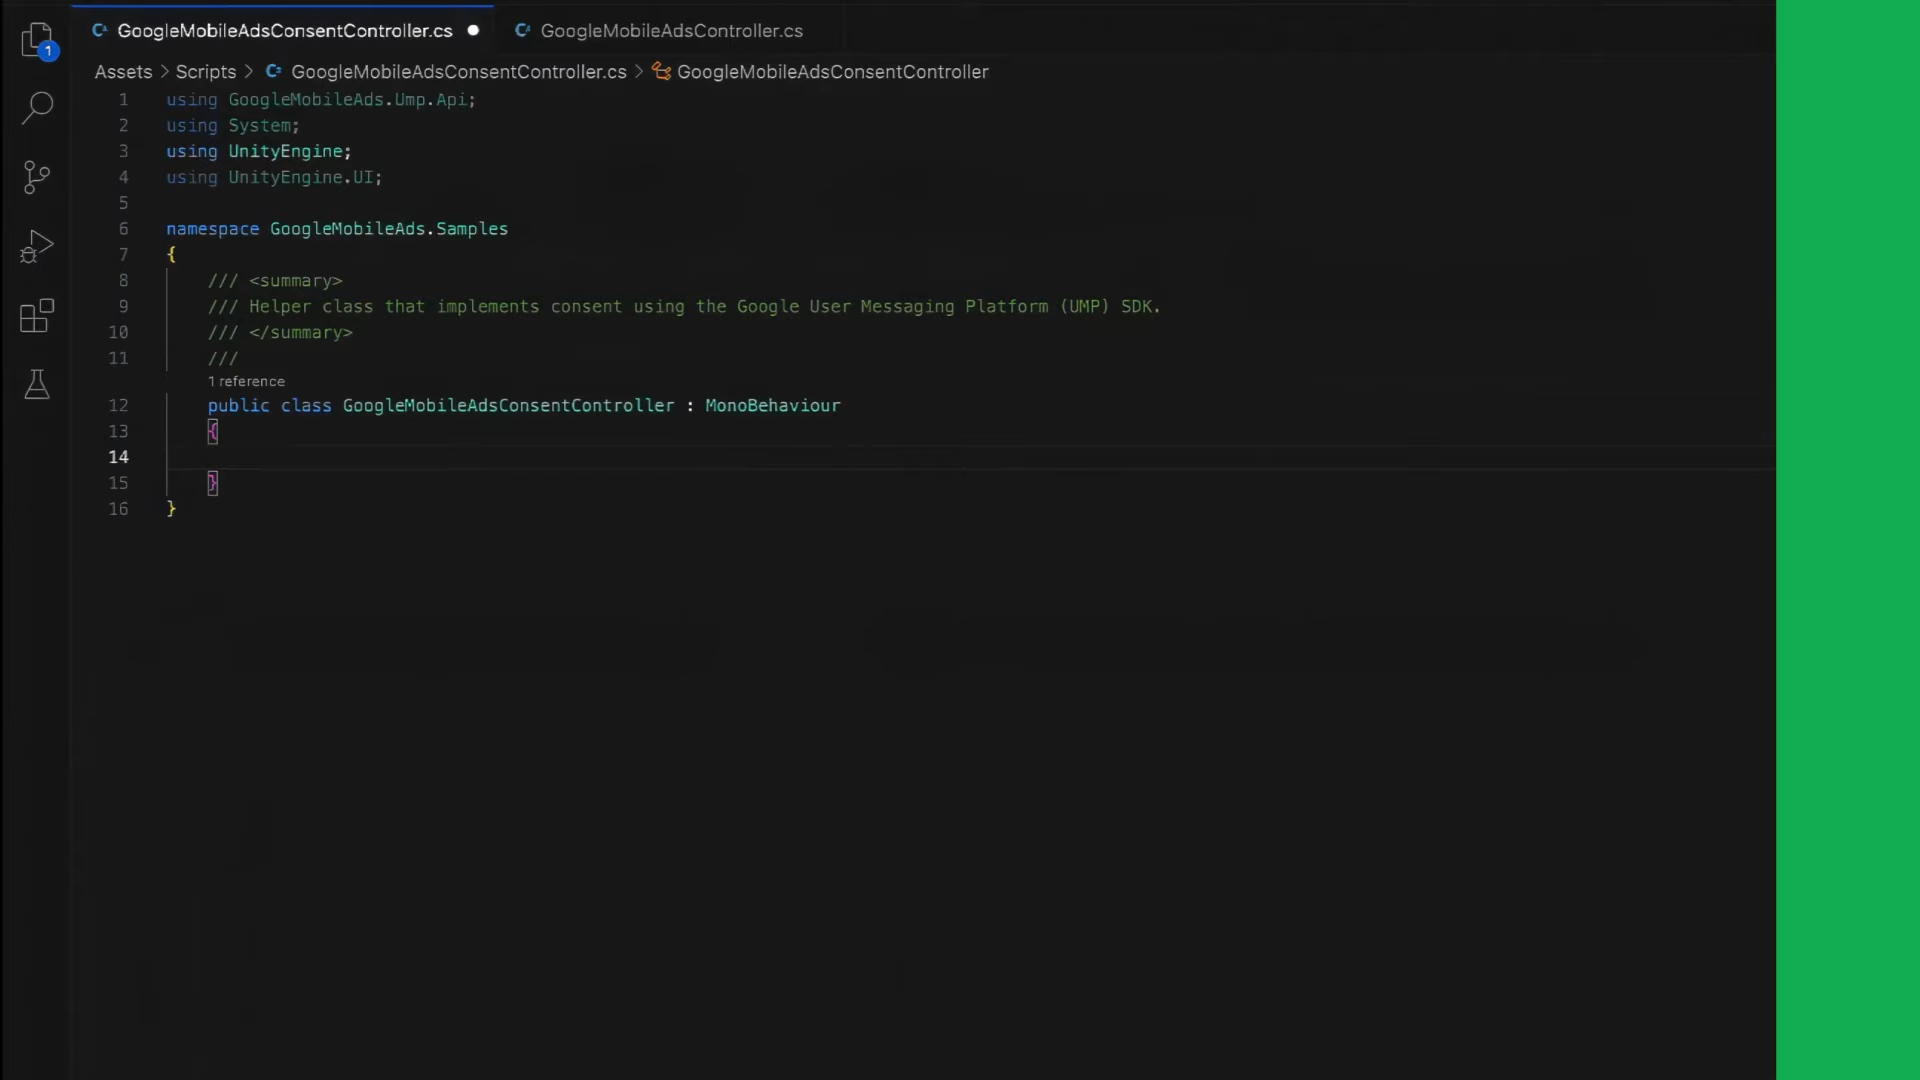 GoogleMobileAdsConsentController.cs
GoogleMobileAdsController.cs
1
Assets > Scripts > GoogleMobileAdsConsentController.cs > GoogleMobileAdsConsentController
1 using GoogleMobileAds.Ump.Api;
2 using System;
3 using UnityEngine;
4 using UnityEngine.UI;
5
6 namespace GoogleMobileAds.Samples
7 {
8 /// <summary>
9 /// Helper class that implements consent using the Google User Messaging Platform (UMP) SDK.
10 /// </summary>
11 ///
1 reference
12 public class GoogleMobileAdsConsentController : MonoBehaviour
13 {
14
15 }
16 }